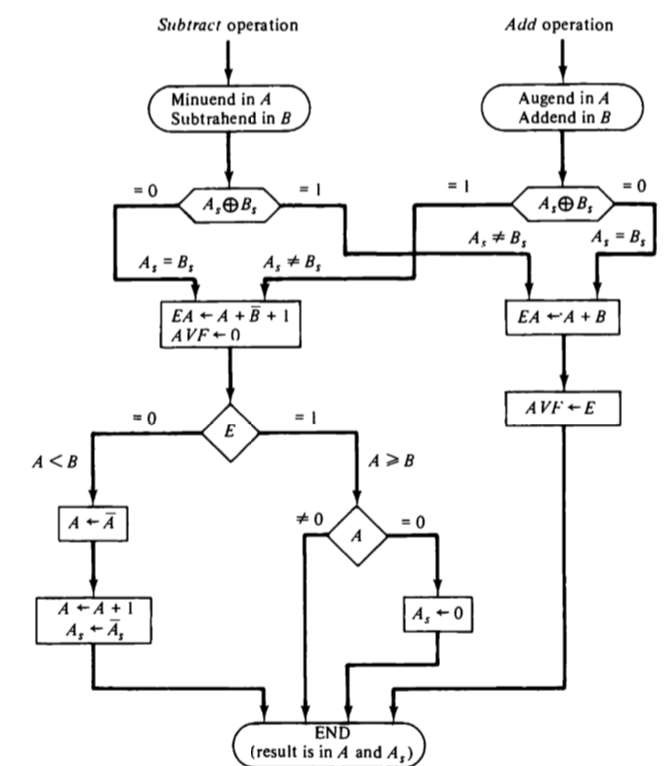 Subtract operation
Add operation
Minuend in A
Subtrahend in B
Augend in A
Addend in B
= 0
A_s ⊕ B_s
= 1
= 1
A_s ⊕ B_s
= 0
A_s = B_s
A_s ≠ B_s
A_s ≠ B_s
A_s = B_s
EA ← A + B̅ + 1
AVF ← 0
EA ← A + B
AVF ← E
= 0
E
= 1
A < B
A ⩾ B
A ← A̅
≠ 0
A
= 0
A ← A + 1
A_s ← A̅_s
A_s ← 0
END
(result is in A and A_s)